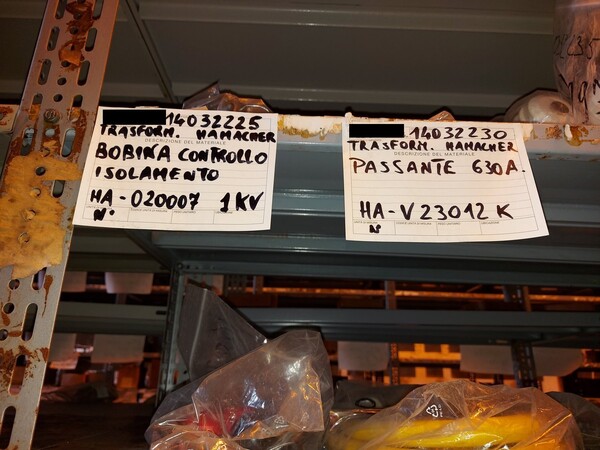 14032225
TRASFORM. HAMACHER
DESCRIZIONE DEL MATERIALE
BOBINA CONTROLLO
ISOLAMENTO
HA-020007 1KV
N°
14032230
TRASFORM. HAMACHER
DESCRIZIONE DEL MATERIALE
PASSANTE 630A.
HA-V23012K
N°